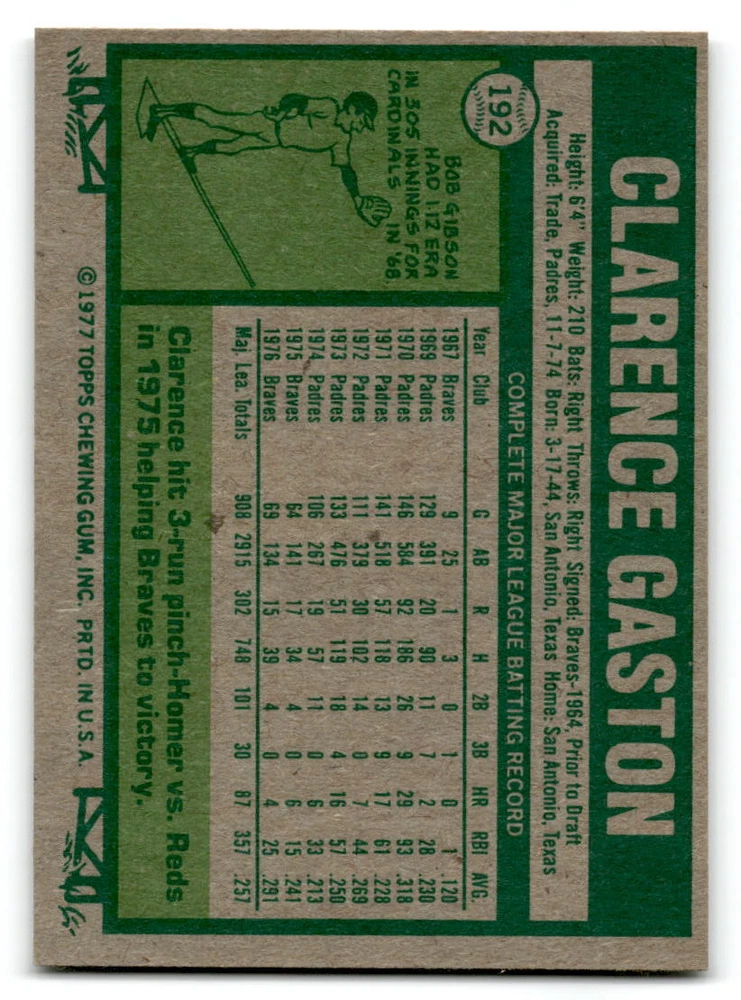 192
CLARENCE GASTON
Height: 6'4" Weight: 210 Bats: Right Throws: Right Signed: Braves-1964, Prior to Draft
Acquired: Trade, Padres, 11-7-74 Born: 3-17-44, San Antonio, Texas Home: San Antonio, Texas
BOB GIBSON
HAD 1.12 ERA
IN 305 INNINGS FOR
CARDINALS IN '68.
COMPLETE MAJOR LEAGUE BATTING RECORD
Year Club G AB R H 2B 3B HR RBI AVG.
1967 Braves 9 25 1 3 0 1 0 1 .120
1969 Padres 129 391 20 90 11 7 2 28 .230
1970 Padres 146 584 92 186 26 9 29 93 .318
1971 Padres 141 518 57 118 13 9 17 61 .228
1972 Padres 111 379 30 102 14 0 7 44 .269
1973 Padres 133 476 51 119 18 4 16 57 .250
1974 Padres 106 267 19 57 11 0 6 33 .213
1975 Braves 64 141 17 34 4 0 6 15 .241
1976 Braves 69 134 15 39 4 0 4 25 .291
Maj. Lea. Totals 908 2915 302 748 101 30 87 357 .257
Clarence hit 3-run pinch-Homer vs. Reds
in 1975 helping Braves to victory.
©1977 TOPPS CHEWING GUM, INC. PRTD. IN U.S.A.